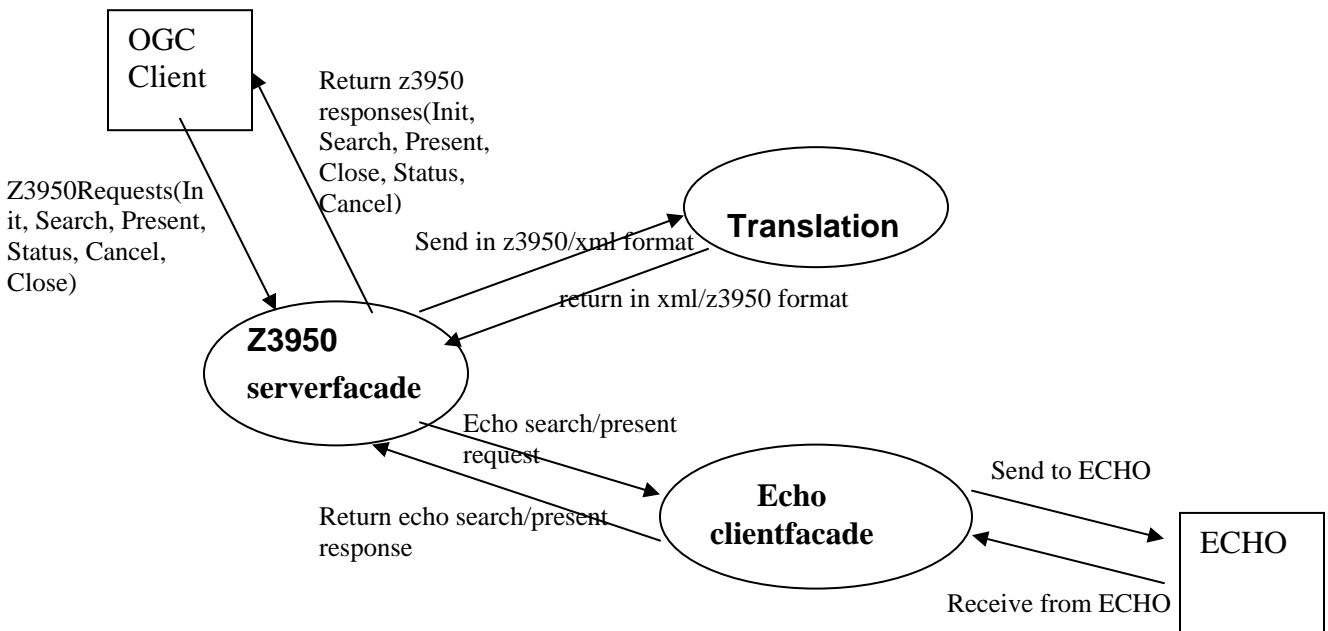 OGC
Client
Return z3950
responses(Init,
Search, Present,
Close, Status,
Cancel)
Z3950Requests(In
it, Search, Present,
Status, Cancel,
Close)
Translation
Send in z3950/xml format
return in xml/z3950 format
Z3950
serverfacade
Echo search/present
request
Return echo search/present
response
Echo
clientfacade
Send to ECHO
ECHO
Receive from ECHO